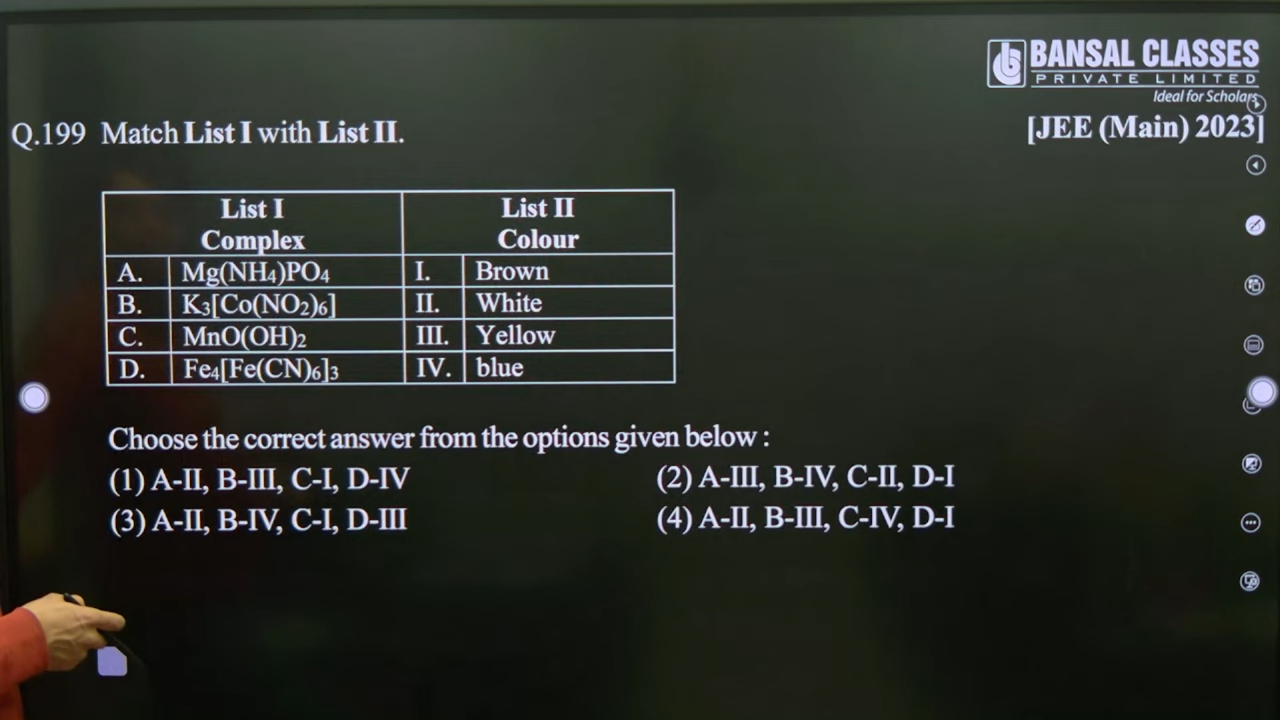 BANSAL CLASSES
PRIVATE LIMITED
Ideal for Scholars
Q.199 Match List I with List II.
[JEE (Main) 2023]
List I Complex
List II Colour
A. Mg(NH4)PO4 I. Brown
B. K3[Co(NO2)6] II. White
C. MnO(OH)2 III. Yellow
D. Fe4[Fe(CN)6]3 IV. blue
Choose the correct answer from the options given below :
(1) A-II, B-III, C-I, D-IV (2) A-III, B-IV, C-II, D-I
(3) A-II, B-IV, C-I, D-III (4) A-II, B-III, C-IV, D-I